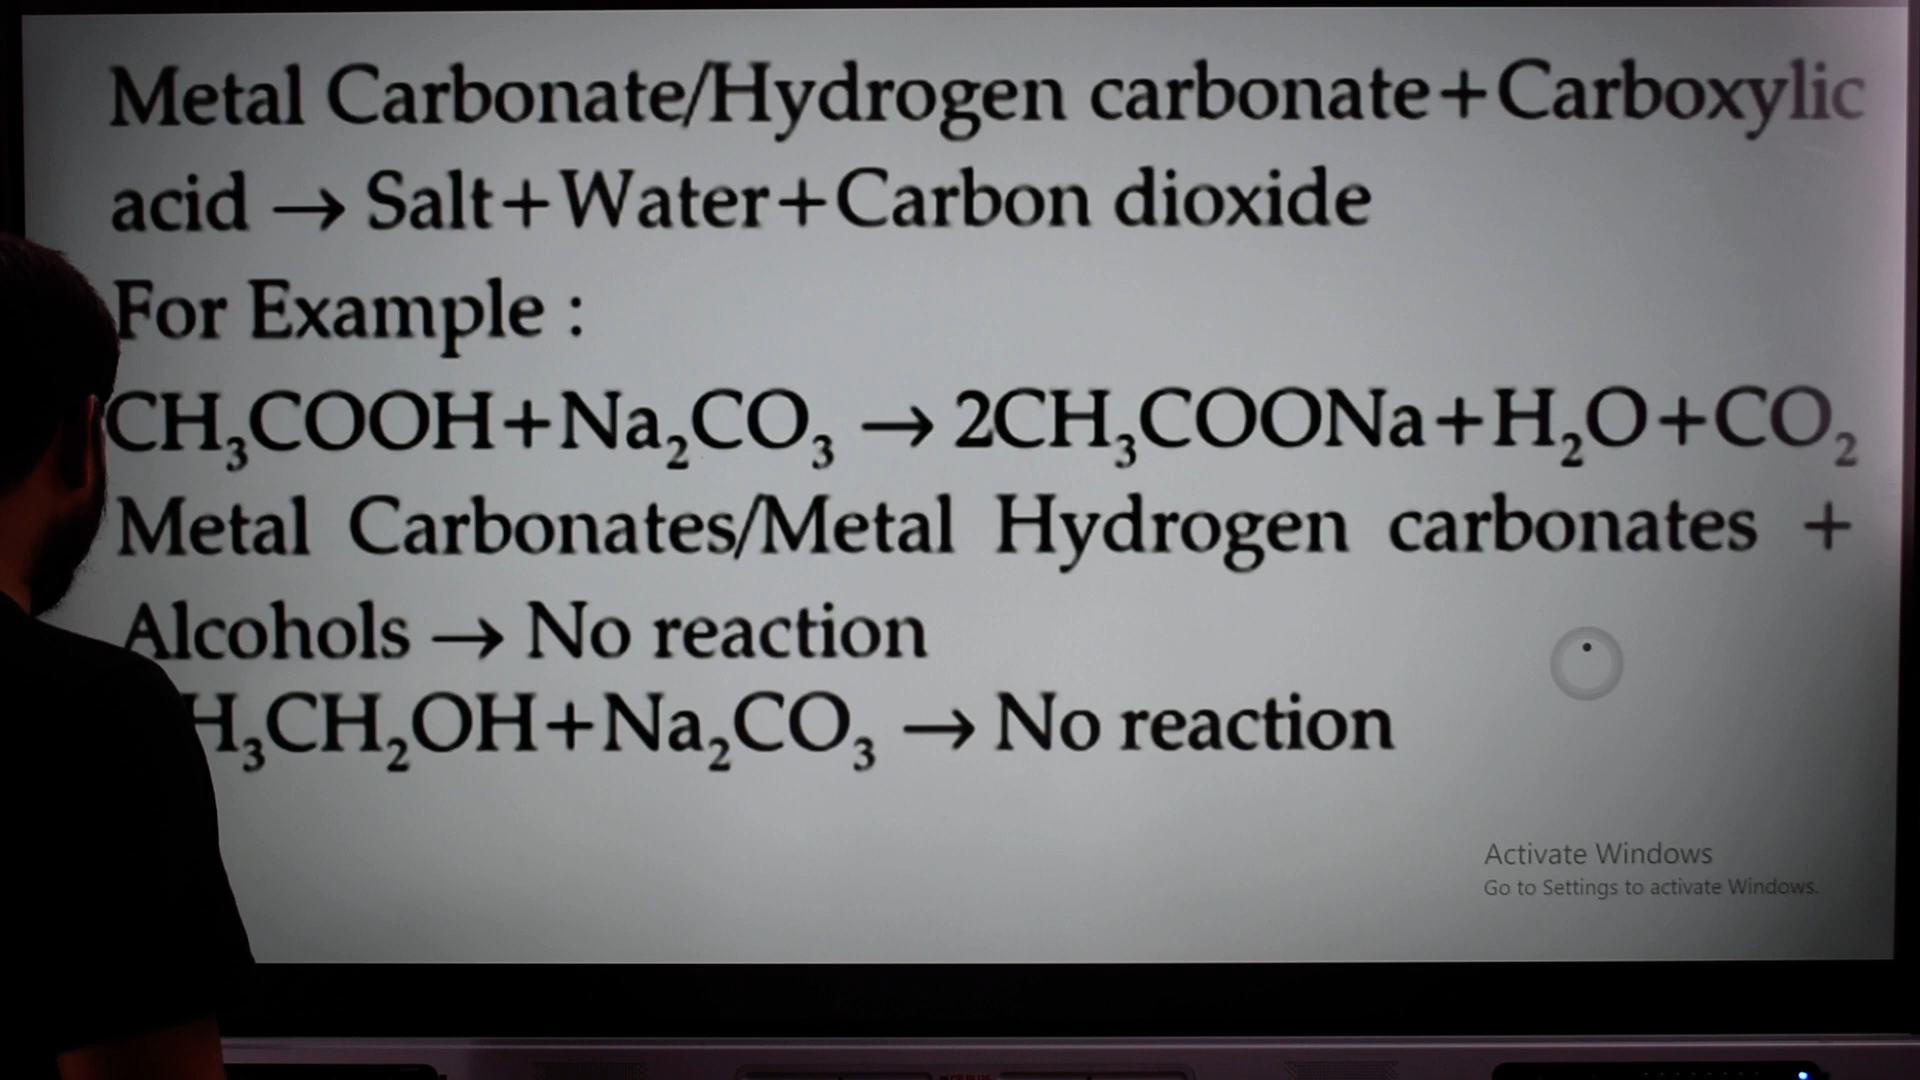 Metal Carbonate/Hydrogen carbonate+Carboxylic
acid → Salt+Water+Carbon dioxide
For Example :
CH₃COOH+Na₂CO₃ → 2CH₃COONa+H₂O+CO₂
Metal Carbonates/Metal Hydrogen carbonates +
Alcohols → No reaction
H₃CH₂OH+Na₂CO₃ → No reaction
Activate Windows
Go to Settings to activate Windows.